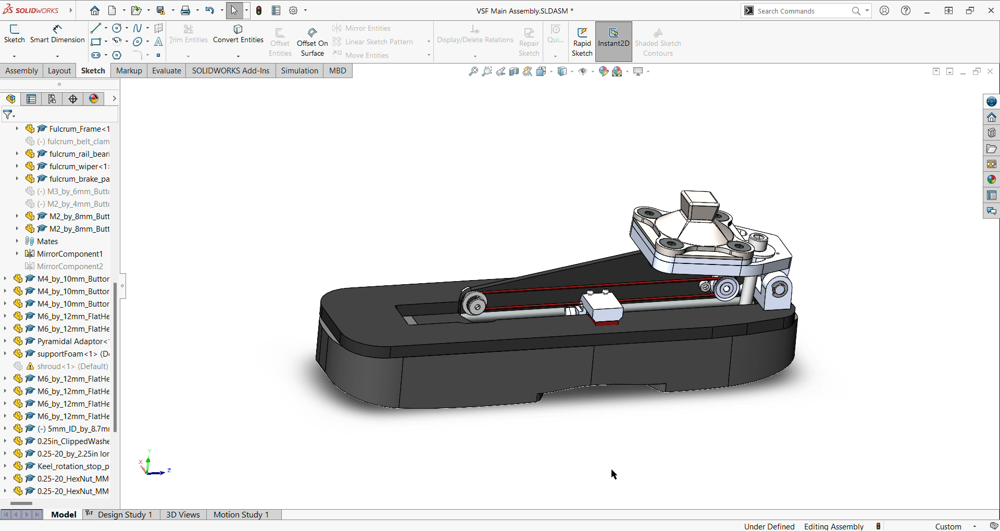 SOLIDWORKS
VSF Main Assembly.SLDASM *
Search Commands
Sketch
Smart Dimension
Trim Entities
Convert Entities
Offset
Entities
Offset On
Surface
Mirror Entities
Linear Sketch Pattern
Move Entities
Display/Delete Relations
Repair
Sketch
Qui...
Rapid
Sketch
Instant2D
Shaded Sketch
Contours
Assembly
Layout
Sketch
Markup
Evaluate
SOLIDWORKS Add-Ins
Simulation
MBD
Fulcrum_Frame<1
(-) fulcrum_belt_clam
fulcrum_rail_beari
fulcrum_wiper<1>
fulcrum_brake_pa
(-) M3_by_6mm_Butt
(-) M2_by_4mm_Butt
M2_by_8mm_Butt
M2_by_8mm_Butt
Mates
MirrorComponent1
MirrorComponent2
M4_by_10mm_Button
M4_by_10mm_Button
M4_by_10mm_Button
M6_by_12mm_FlatHe
M6_by_12mm_FlatHe
Pyramidal Adaptor<1
supportFoam<1> (D
shroud<1> (Default)
M6_by_12mm_FlatHe
M6_by_12mm_FlatHe
M6_by_12mm_FlatHe
M6_by_12mm_FlatHe
(-) 5mm_ID_by_8.7m
0.25in_ClippedWashe
0.25-20_by_2.25in lor
Keel_rotation_stop_p
0.25-20_HexNut_MM
0.25-20_HexNut_MM
Y
X
Z
Model
Design Study 1
3D Views
Motion Study 1
Under Defined
Editing Assembly
Custom